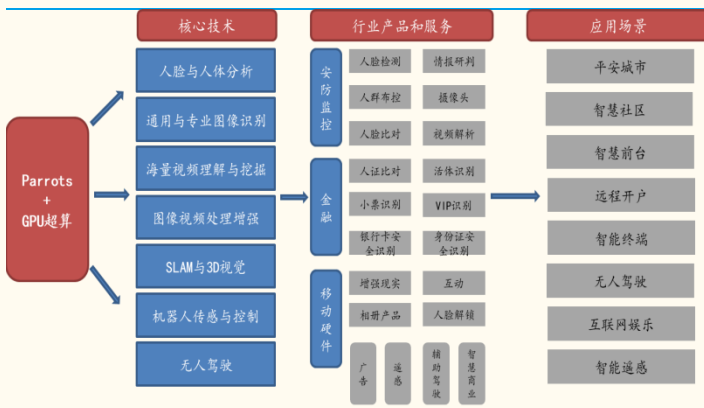 核心技术
行业产品和服务
应用场景
Parrots
+
GPU超算
人脸与人体分析
通用与专业图像识别
海量视频理解与挖掘
图像视频处理增强
SLAM与3D视觉
机器人传感与控制
无人驾驶
安防监控
人脸检测
情报研判
人群布控
摄像头
人脸比对
视频解析
金融
人证比对
活体识别
小票识别
VIP识别
银行卡安
全识别
身份证安
全识别
移动硬件
增强现实
互动
相册产品
人脸解锁
广告
遥感
辅助驾驶
智慧商业
平安城市
智慧社区
智慧前台
远程开户
智能终端
无人驾驶
互联网娱乐
智能遥感